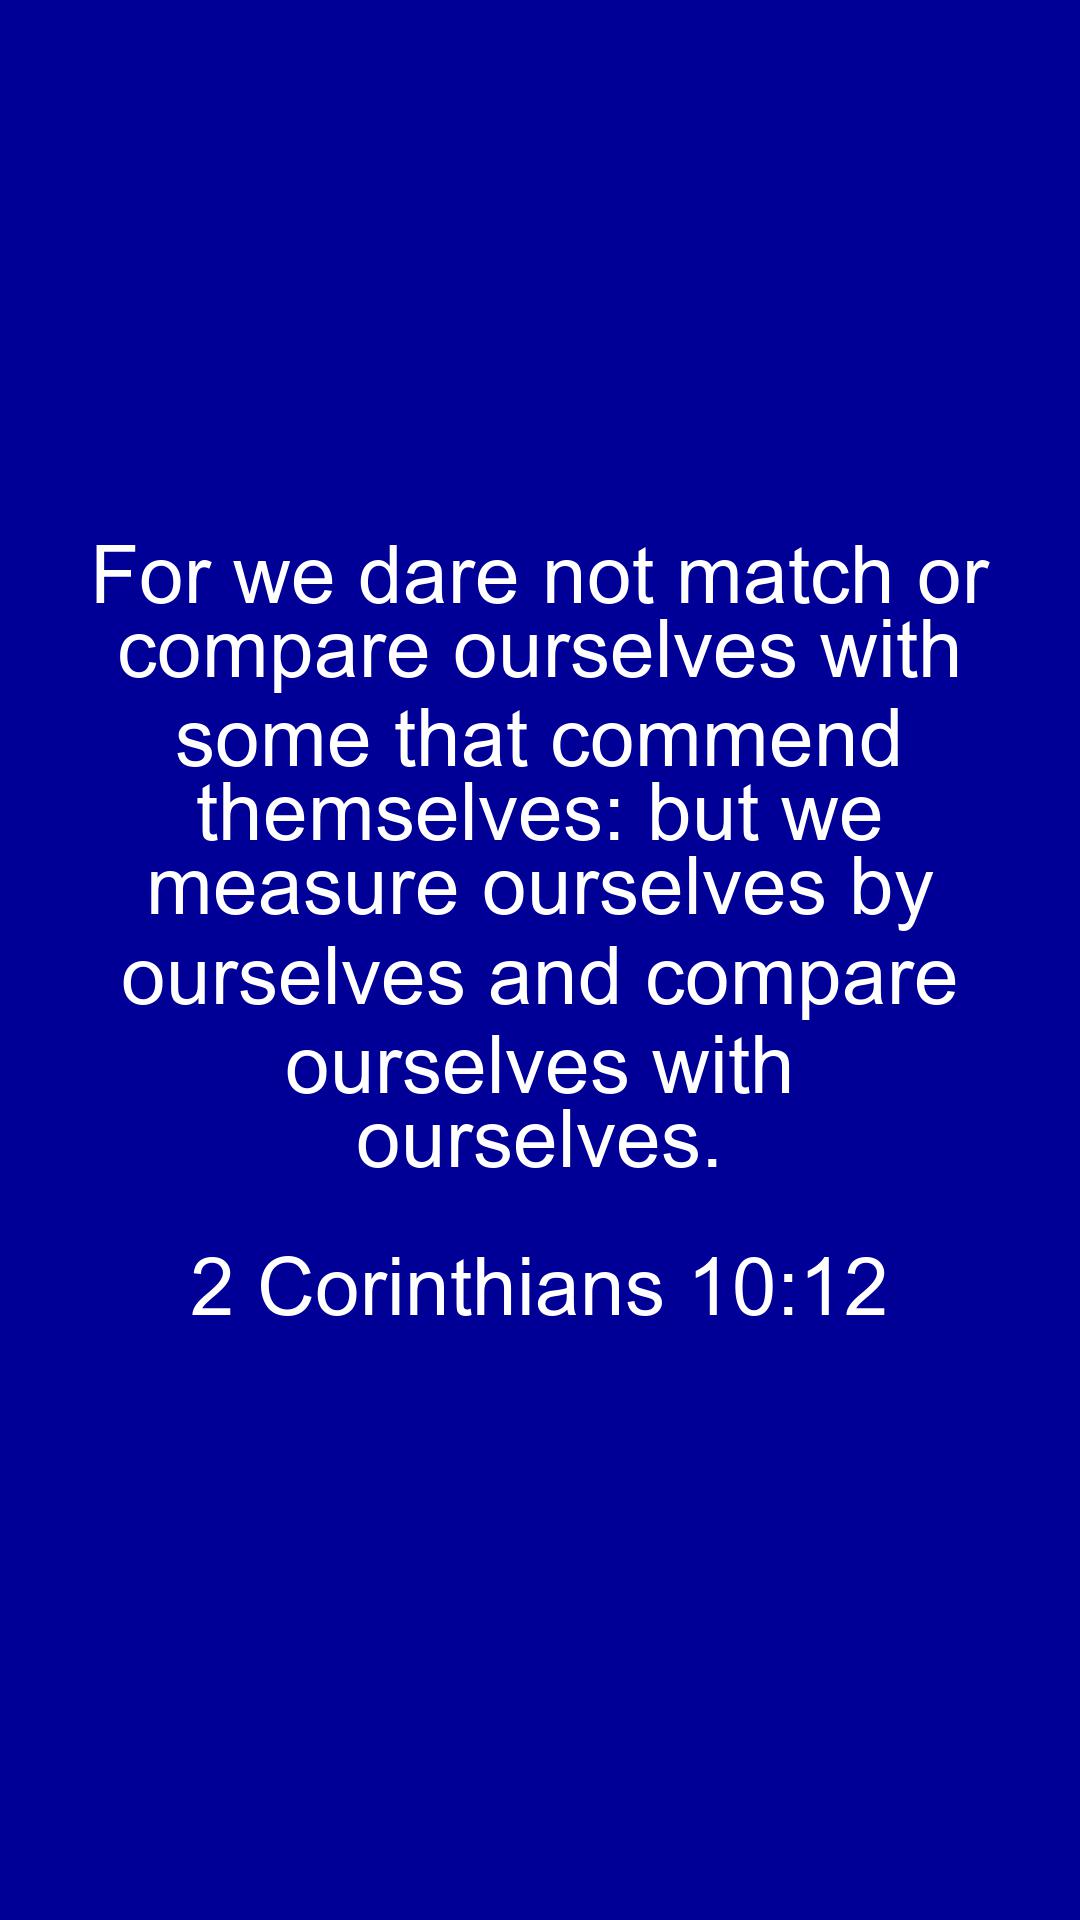 For we dare not match or
compare ourselves with
some that commend
themselves: but we
measure ourselves by
ourselves and compare
ourselves with
ourselves.
2 Corinthians 10:12